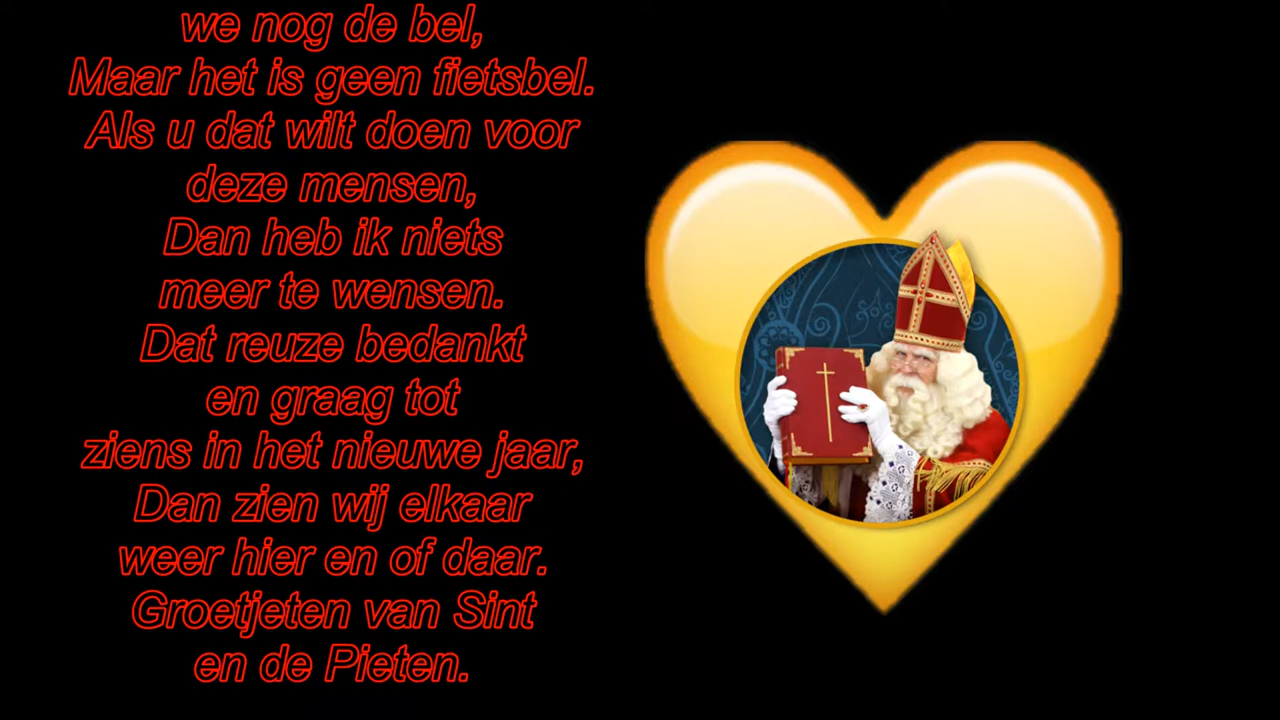 we nog de bel,
Maar het is geen fietsbel.
Als u dat wilt doen voor
deze mensen,
Dan heb ik niets
meer te wensen.
Dat reuze bedankt
en graag tot
ziens in het nieuwe jaar,
Dan zien wij elkaar
weer hier en of daar.
Groetjeten van Sint
en de Pieten.